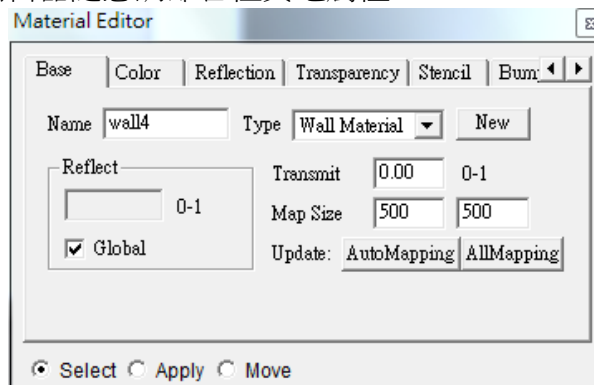 Material Editor
Base Color Reflection Transparency Stencil
Name wall4 Type Wall Material New
Reflect
0-1
Global
Transmit 0.00 0-1
Map Size 500 500
Update: AutoMapping AllMapping
Select Apply Move